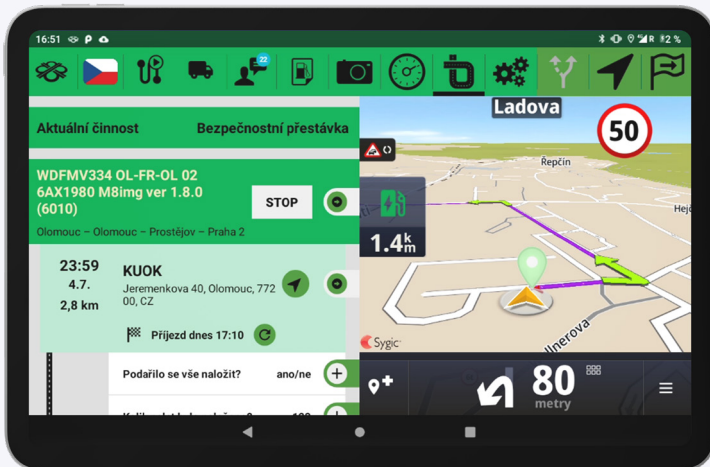 16:51
R 2 %
22
Aktuální činnost Bezpečnostní přestávka
WDFMV334 OL-FR-OL 02
6AX1980 M8img ver 1.8.0
(6010)
STOP
Olomouc – Olomouc – Prostějov – Praha 2
23:59
4.7.
2,8 km
KUOK
Jeremenkova 40, Olomouc, 772
00, CZ
Příjezd dnes 17:10
Podařilo se vše naložit? ano/ne
Ladova
50
Řepčín
1.4 km
Sygic
llnerova
80
metry